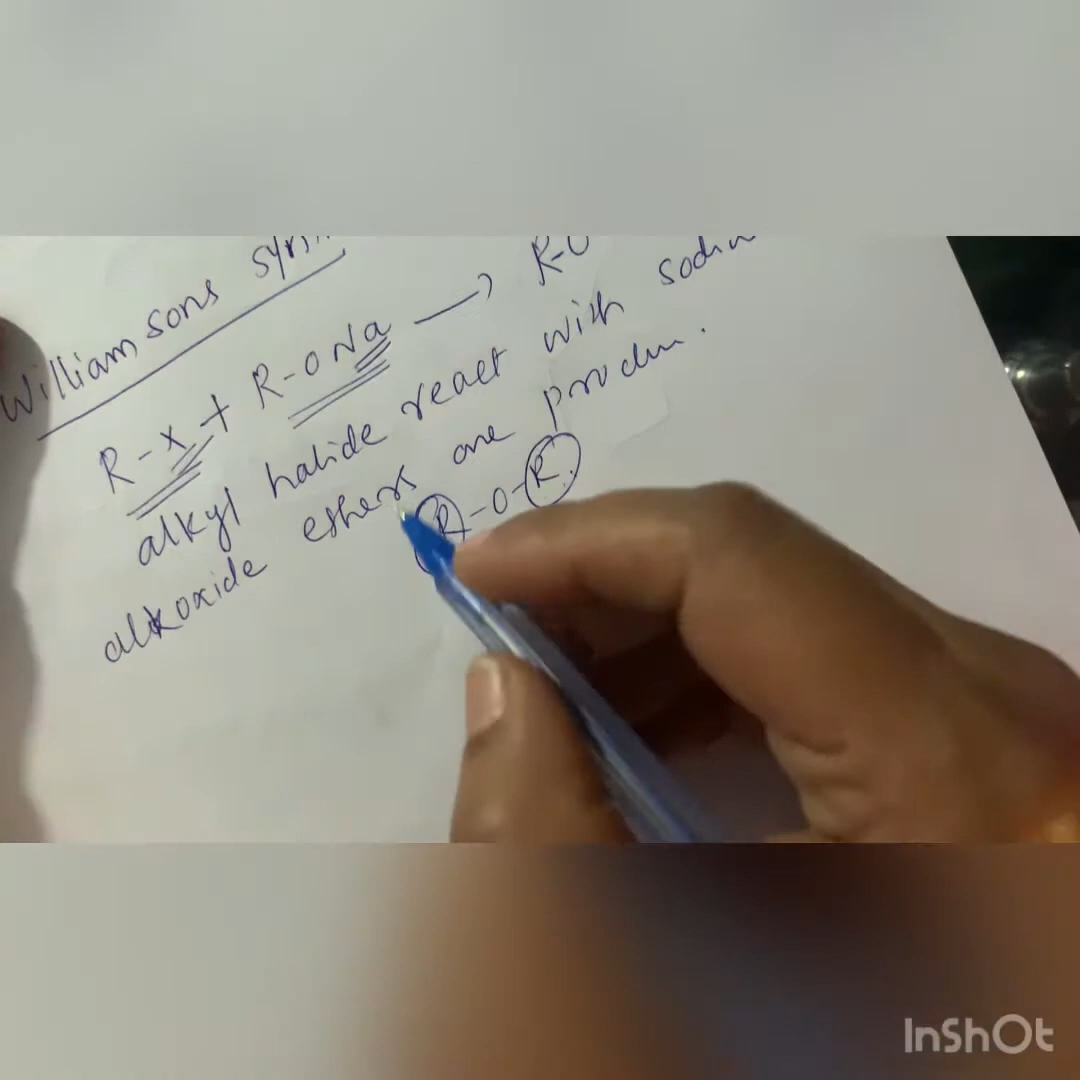 Williamsons
R-X + R-ONa → R-O
alkyl halide react with
alkoxide ethers are
R-O-R
InShOt